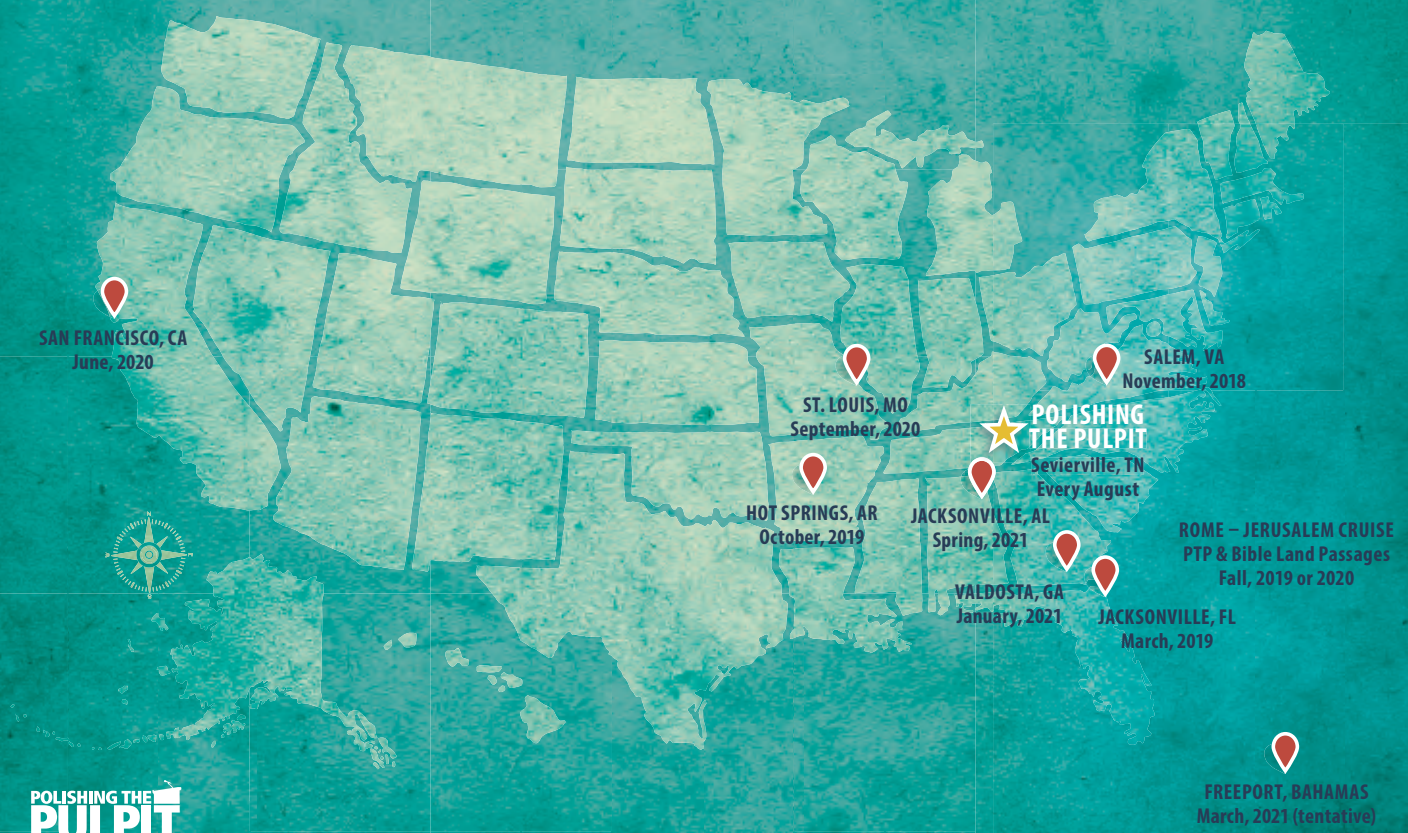 SAN FRANCISCO, CA
June, 2020
ST. LOUIS, MO
September, 2020
SALEM, VA
November, 2018
POLISHING
THE PULPIT
Sevierville, TN
Every August
HOT SPRINGS, AR
October, 2019
JACKSONVILLE, AL
Spring, 2021
ROME – JERUSALEM CRUISE
PTP & Bible Land Passages
Fall, 2019 or 2020
VALDOSTA, GA
January, 2021
JACKSONVILLE, FL
March, 2019
FREEPORT, BAHAMAS
March, 2021 (tentative)
N
POLISHING THE
PULPIT